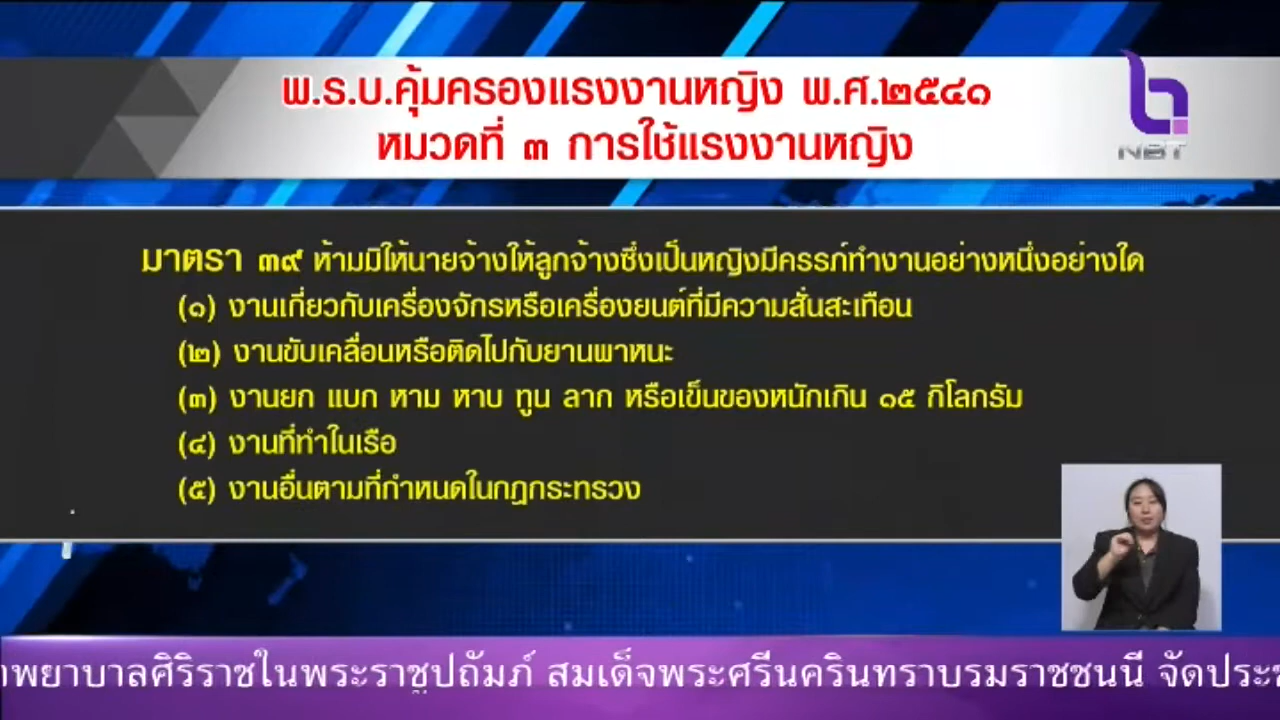 พ.ร.บ.คุ้มครองแรงงานหญิง พ.ศ.๒๕๔๑
หมวดที่ ๓ การใช้แรงงานหญิง
NBT
มาตรา ๓๙ ห้ามมิให้นายจ้างให้ลูกจ้างซึ่งเป็นหญิงมีครรภ์ทำงานอย่างหนึ่งอย่างใด
(๑) งานเกี่ยวกับเครื่องจักรหรือเครื่องยนต์ที่มีความสั่นสะเทือน
(๒) งานขับเคลื่อนหรือติดไปกับยานพาหนะ
(๓) งานยก แบก หาม หาบ ทูน ลาก หรือเข็นของหนักเกิน ๑๕ กิโลกรัม
(๔) งานที่ทำในเรือ
(๕) งานอื่นตามที่กำหนดในกฎกระทรวง
พยาบาลศิริราชในพระราชูปถัมภ์ สมเด็จพระศรีนครินทราบรมราชชนนี จัดประช